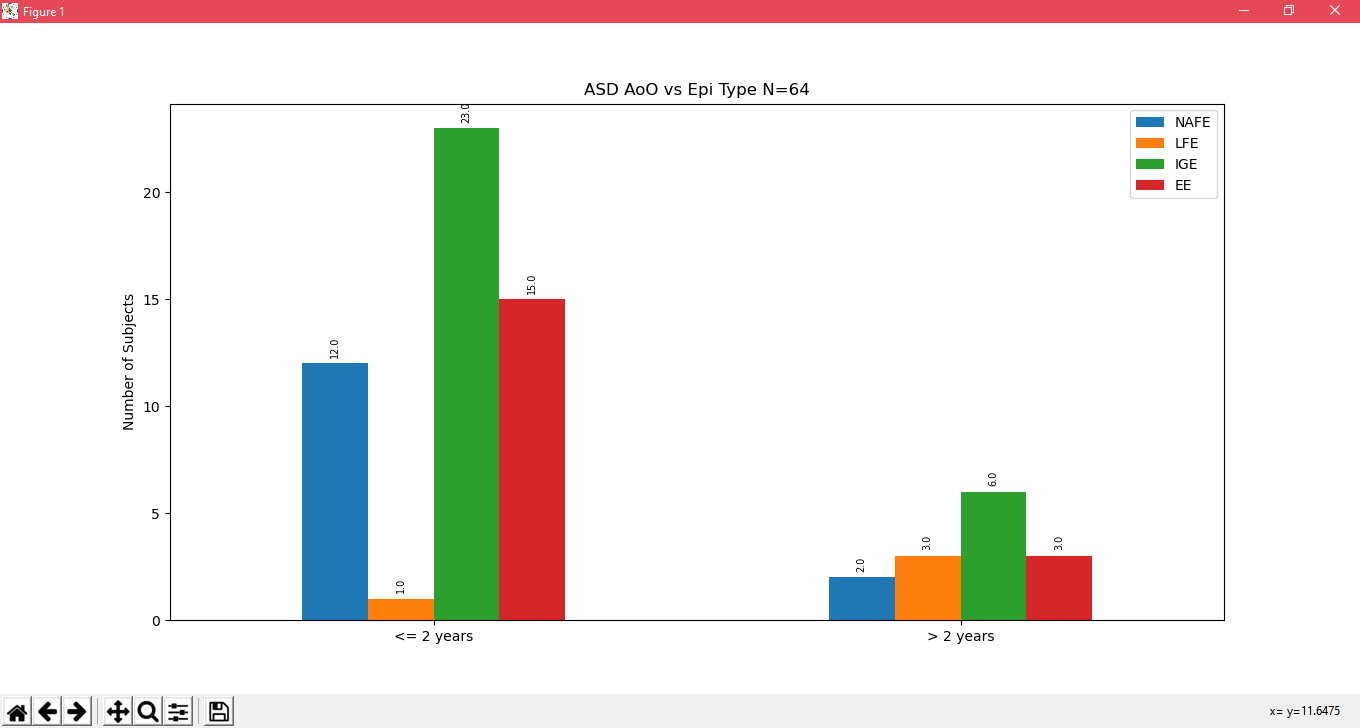 Figure 1
ASD AoO vs Epi Type N=64
23.0
NAFE
LFE
IGE
EE
20
15.0
15
12.0
Number of Subjects
10
6.0
5
3.0
3.0
2.0
1.0
0
<= 2 years
> 2 years
x= y=11.6475